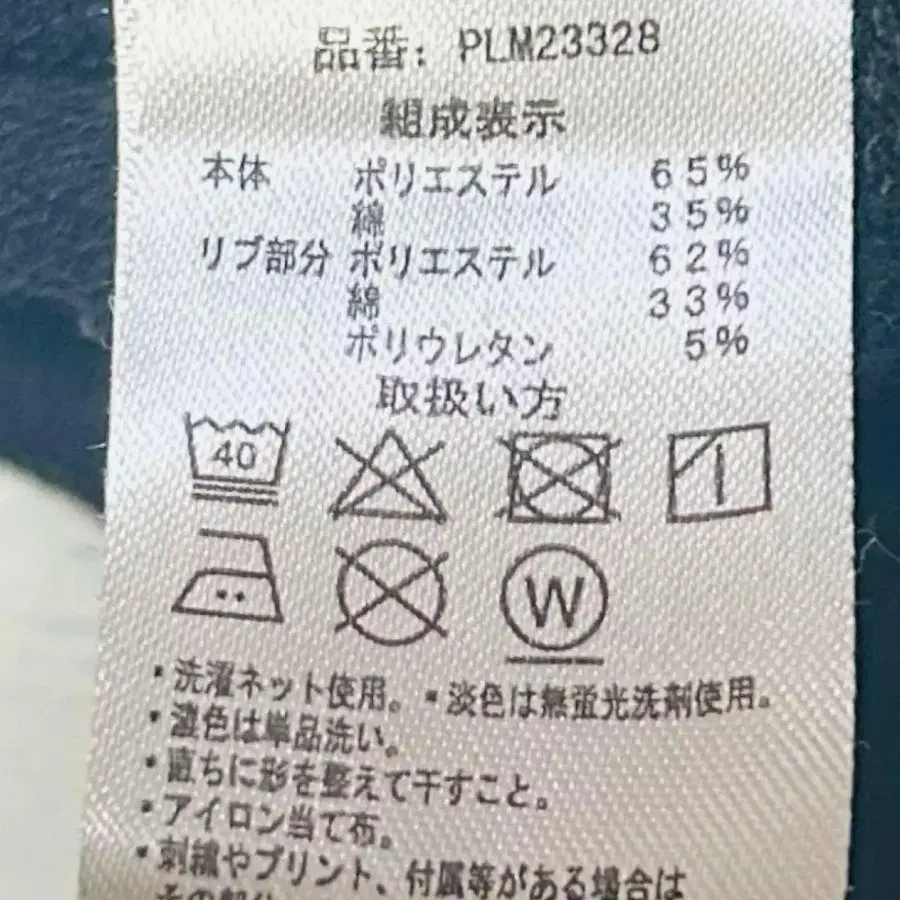 品番: PLM23328
組成表示
本体 ポリエステル 65%
綿 35%
リブ部分 ポリエステル 62%
綿 33%
ポリウレタン 5%
取扱い方
40
W
・洗濯ネット使用。・淡色は無蛍光洗剤使用。
・濃色は単品洗い。
・直ちに形を整えて干すこと。
・アイロン当て布。
・刺繍やプリント、付属等がある場合は